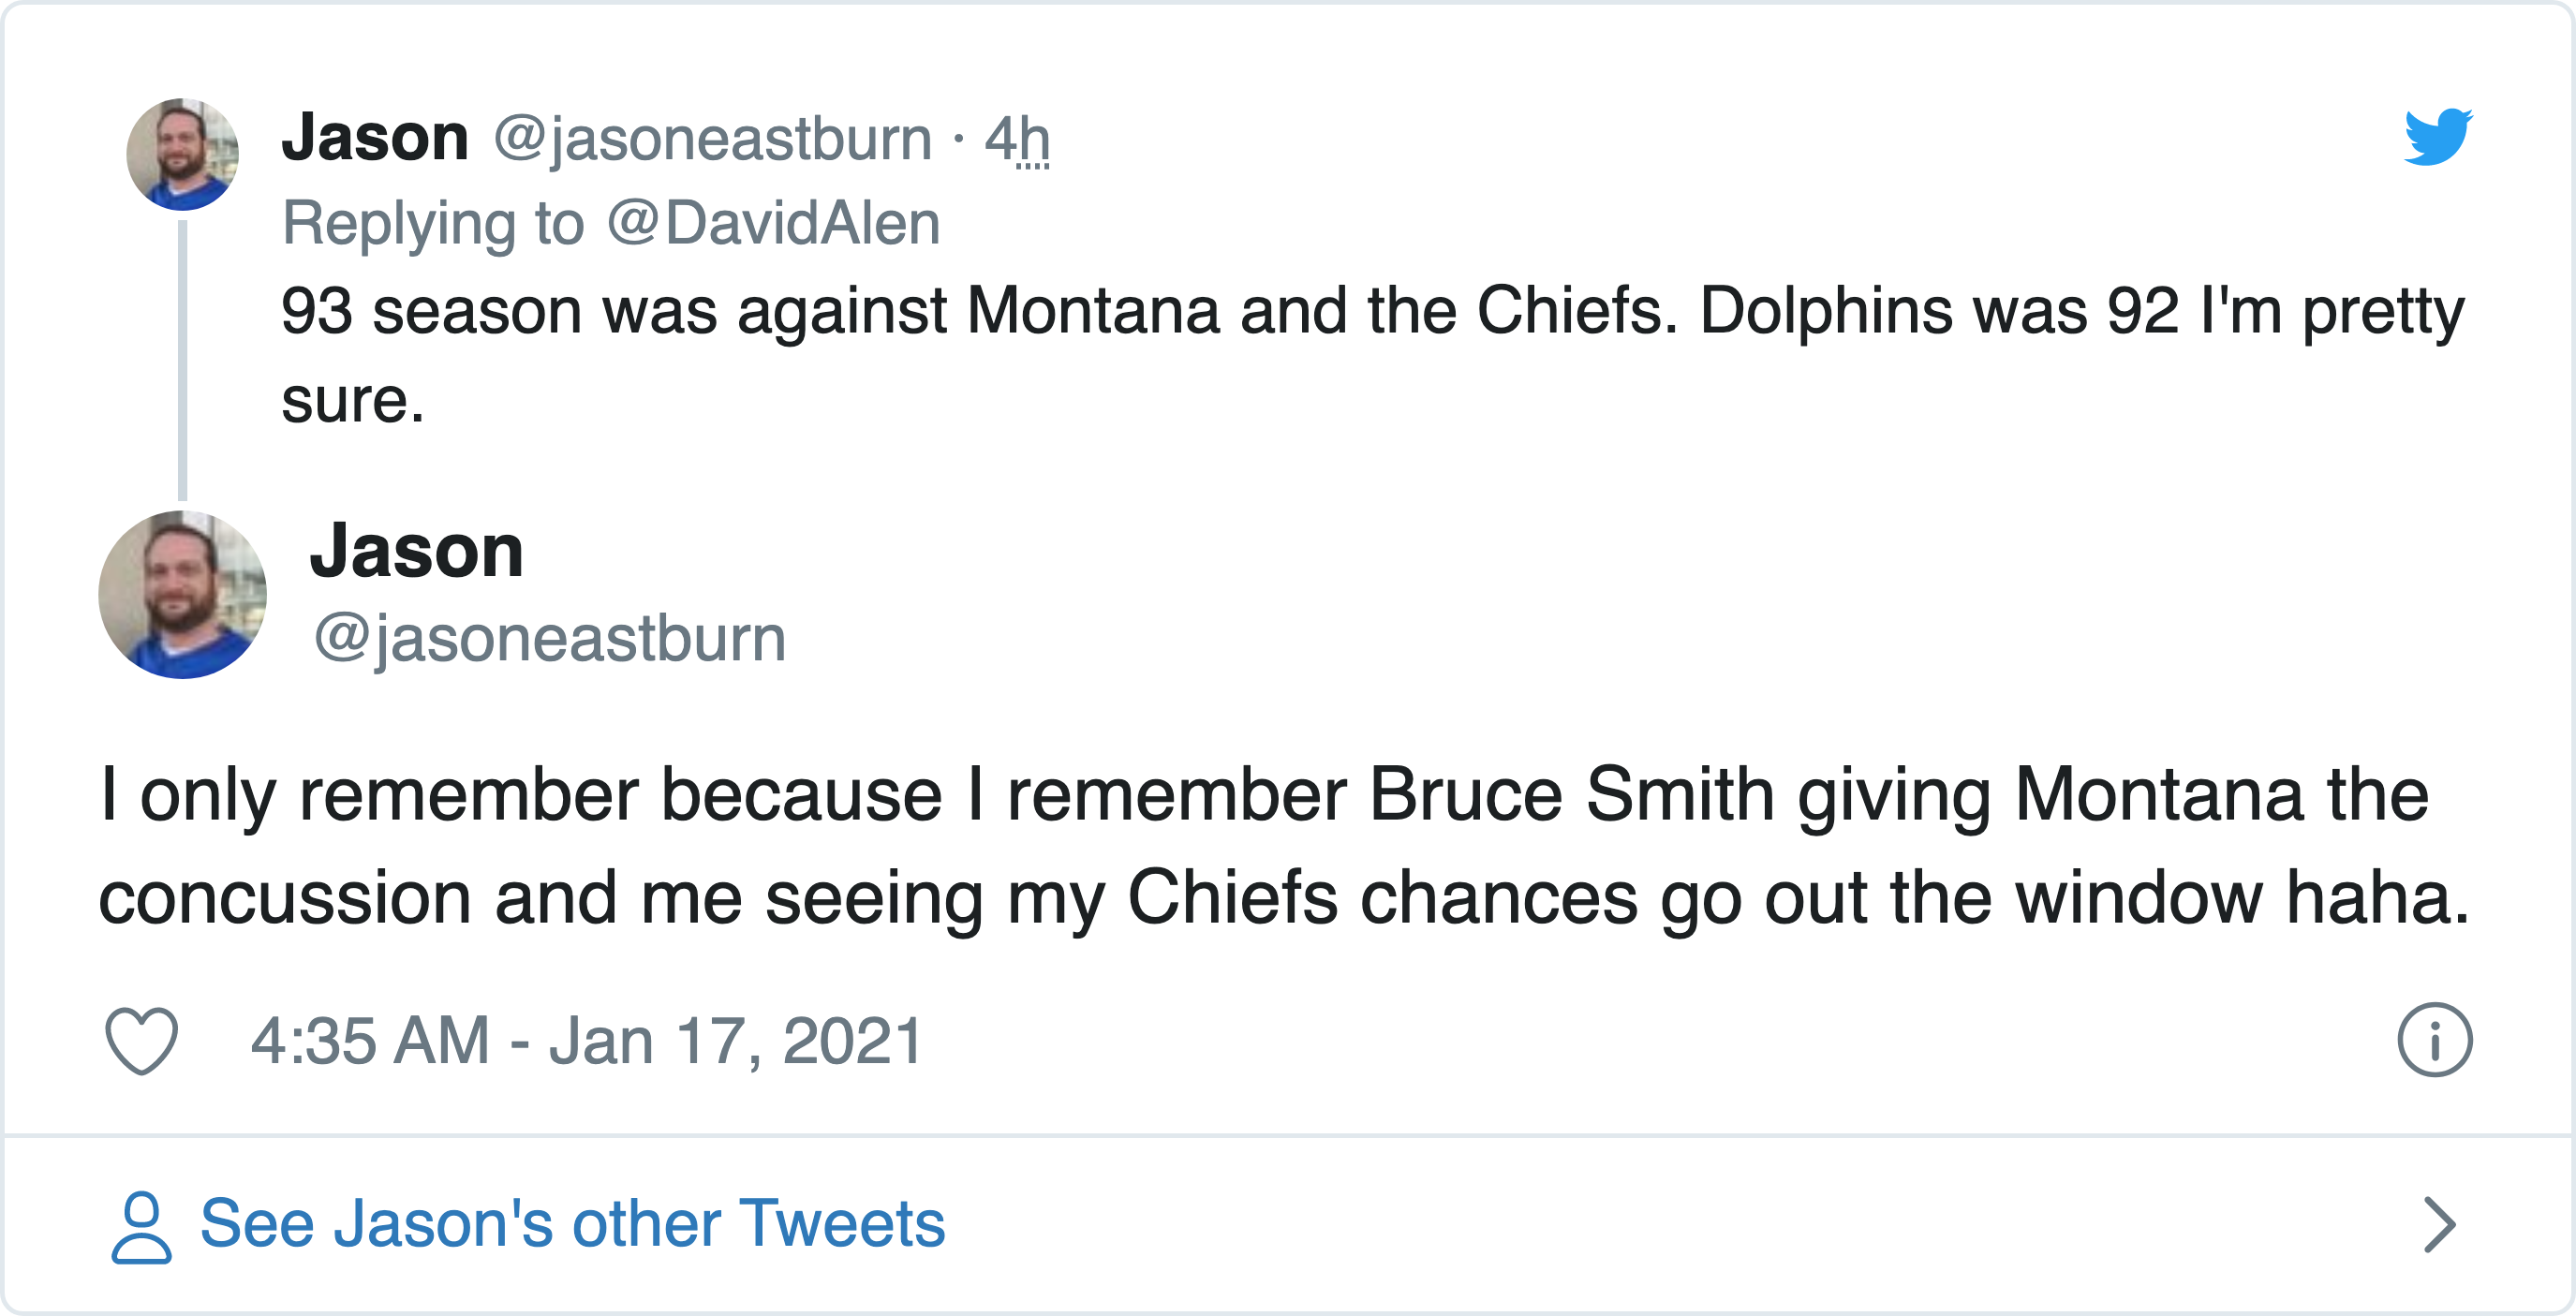 Jason @jasoneastburn · 4h
Replying to @DavidAlen
93 season was against Montana and the Chiefs. Dolphins was 92 I'm pretty
sure.
Jason
@jasoneastburn
I only remember because I remember Bruce Smith giving Montana the
concussion and me seeing my Chiefs chances go out the window haha.
4:35 AM - Jan 17, 2021
See Jason's other Tweets